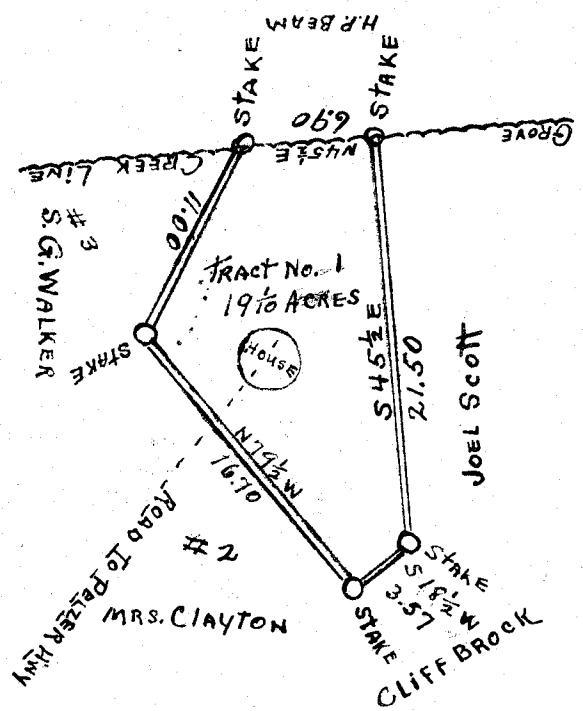 H.P. BEAM
STAKE
STAKE
6.90
N45½E
GROVE
CREEK LINE
11.00
#3
S. G. WALKER
TRACT No. 1
19 1/10 ACRES
HOUSE
STAKE
S45½E
21.50
JOEL SCOTT
N79½W
16.70
ROAD TO PELZER HWY
#2
MRS. CLAYTON
STAKE
S18½W
3.57
STAKE
CLIFF BROCK